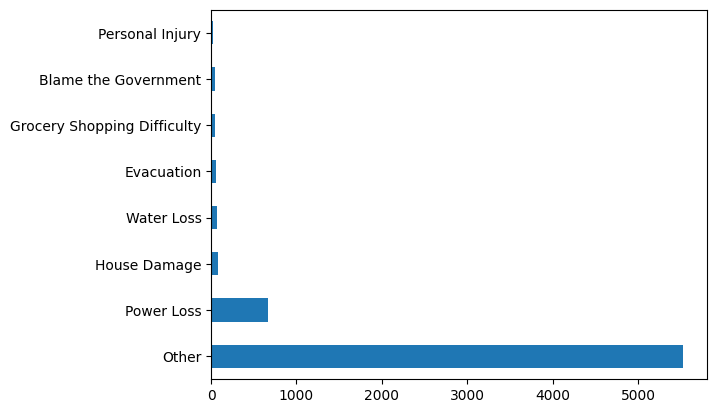 Personal Injury
Blame the Government
Grocery Shopping Difficulty
Evacuation
Water Loss
House Damage
Power Loss
Other
0 1000 2000 3000 4000 5000